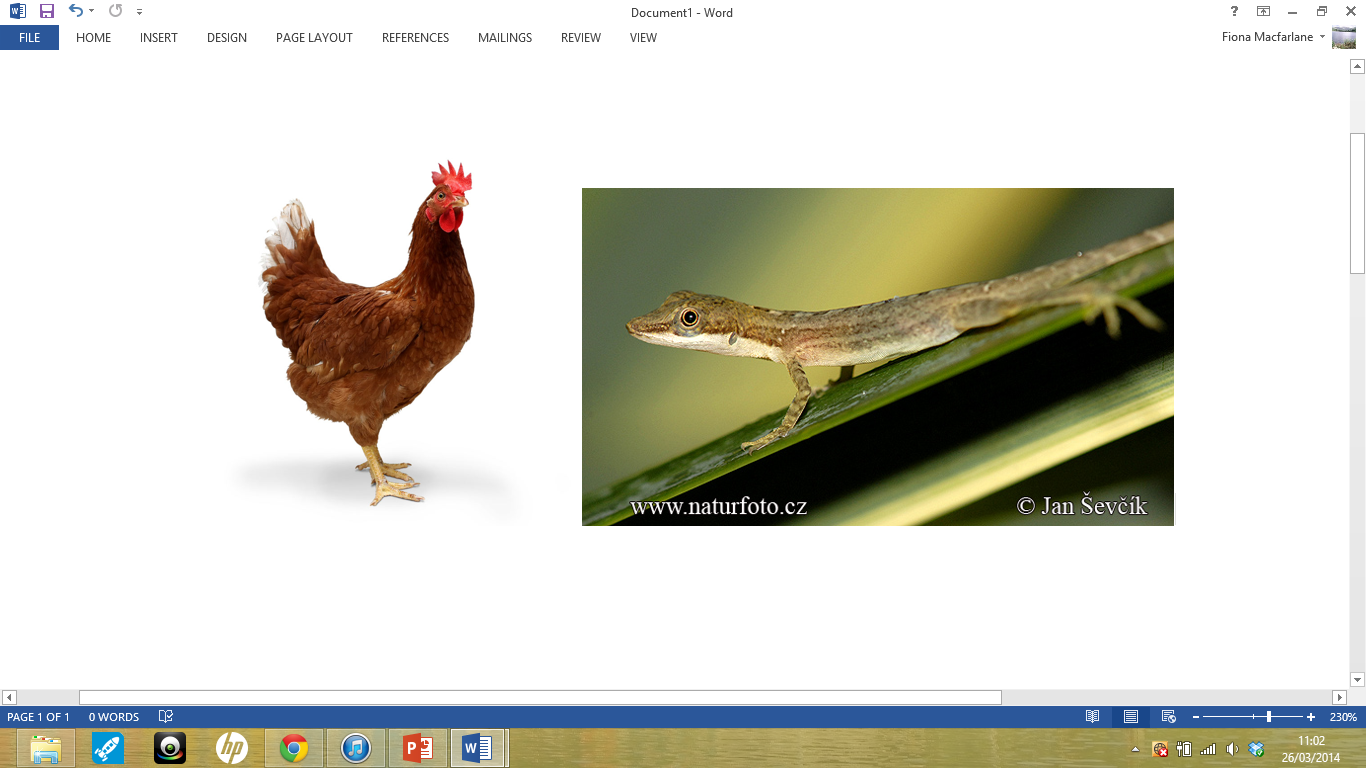 Document1 - Word
FILE HOME INSERT DESIGN PAGE LAYOUT REFERENCES MAILINGS REVIEW VIEW
Fiona Macfarlane
www.naturfoto.cz
© Jan Ševčík
PAGE 1 OF 1 0 WORDS
230%
11:02
26/03/2014